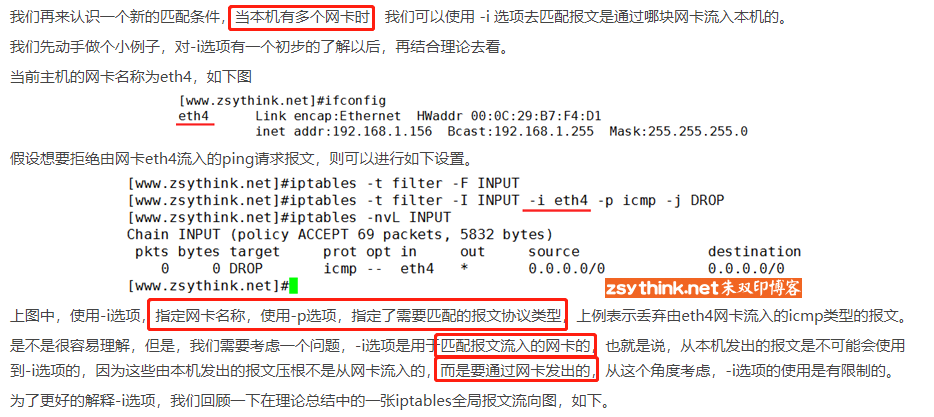 我们再来认识一个新的匹配条件，当本机有多个网卡时，我们可以使用 -i 选项去匹配报文是通过哪块网卡流入本机的。
我们先动手做个小例子，对-i选项有一个初步的了解以后，再结合理论去看。
当前主机的网卡名称为eth4，如下图
[www.zsythink.net]#ifconfig
eth4 Link encap:Ethernet HWaddr 00:0C:29:B7:F4:D1
inet addr:192.168.1.156 Bcast:192.168.1.255 Mask:255.255.255.0
假设想要拒绝由网卡eth4流入的ping请求报文，则可以进行如下设置。
[www.zsythink.net]#iptables -t filter -F INPUT
[www.zsythink.net]#iptables -t filter -I INPUT -i eth4 -p icmp -j DROP
[www.zsythink.net]#iptables -nvL INPUT
Chain INPUT (policy ACCEPT 69 packets, 5832 bytes)
pkts bytes target prot opt in out source destination
0 0 DROP icmp -- eth4 * 0.0.0.0/0 0.0.0.0/0
[www.zsythink.net]#
zsythink.net朱双印博客
上图中，使用-i选项，指定网卡名称，使用-p选项，指定了需要匹配的报文协议类型，上例表示丢弃由eth4网卡流入的icmp类型的报文。
是不是很容易理解，但是，我们需要考虑一个问题，-i选项是用于匹配报文流入的网卡的，也就是说，从本机发出的报文是不可能会使用
到-i选项的，因为这些由本机发出的报文压根不是从网卡流入的，而是要通过网卡发出的，从这个角度考虑，-i选项的使用是有限制的。
为了更好的解释-i选项，我们回顾一下在理论总结中的一张iptables全局报文流向图，如下。